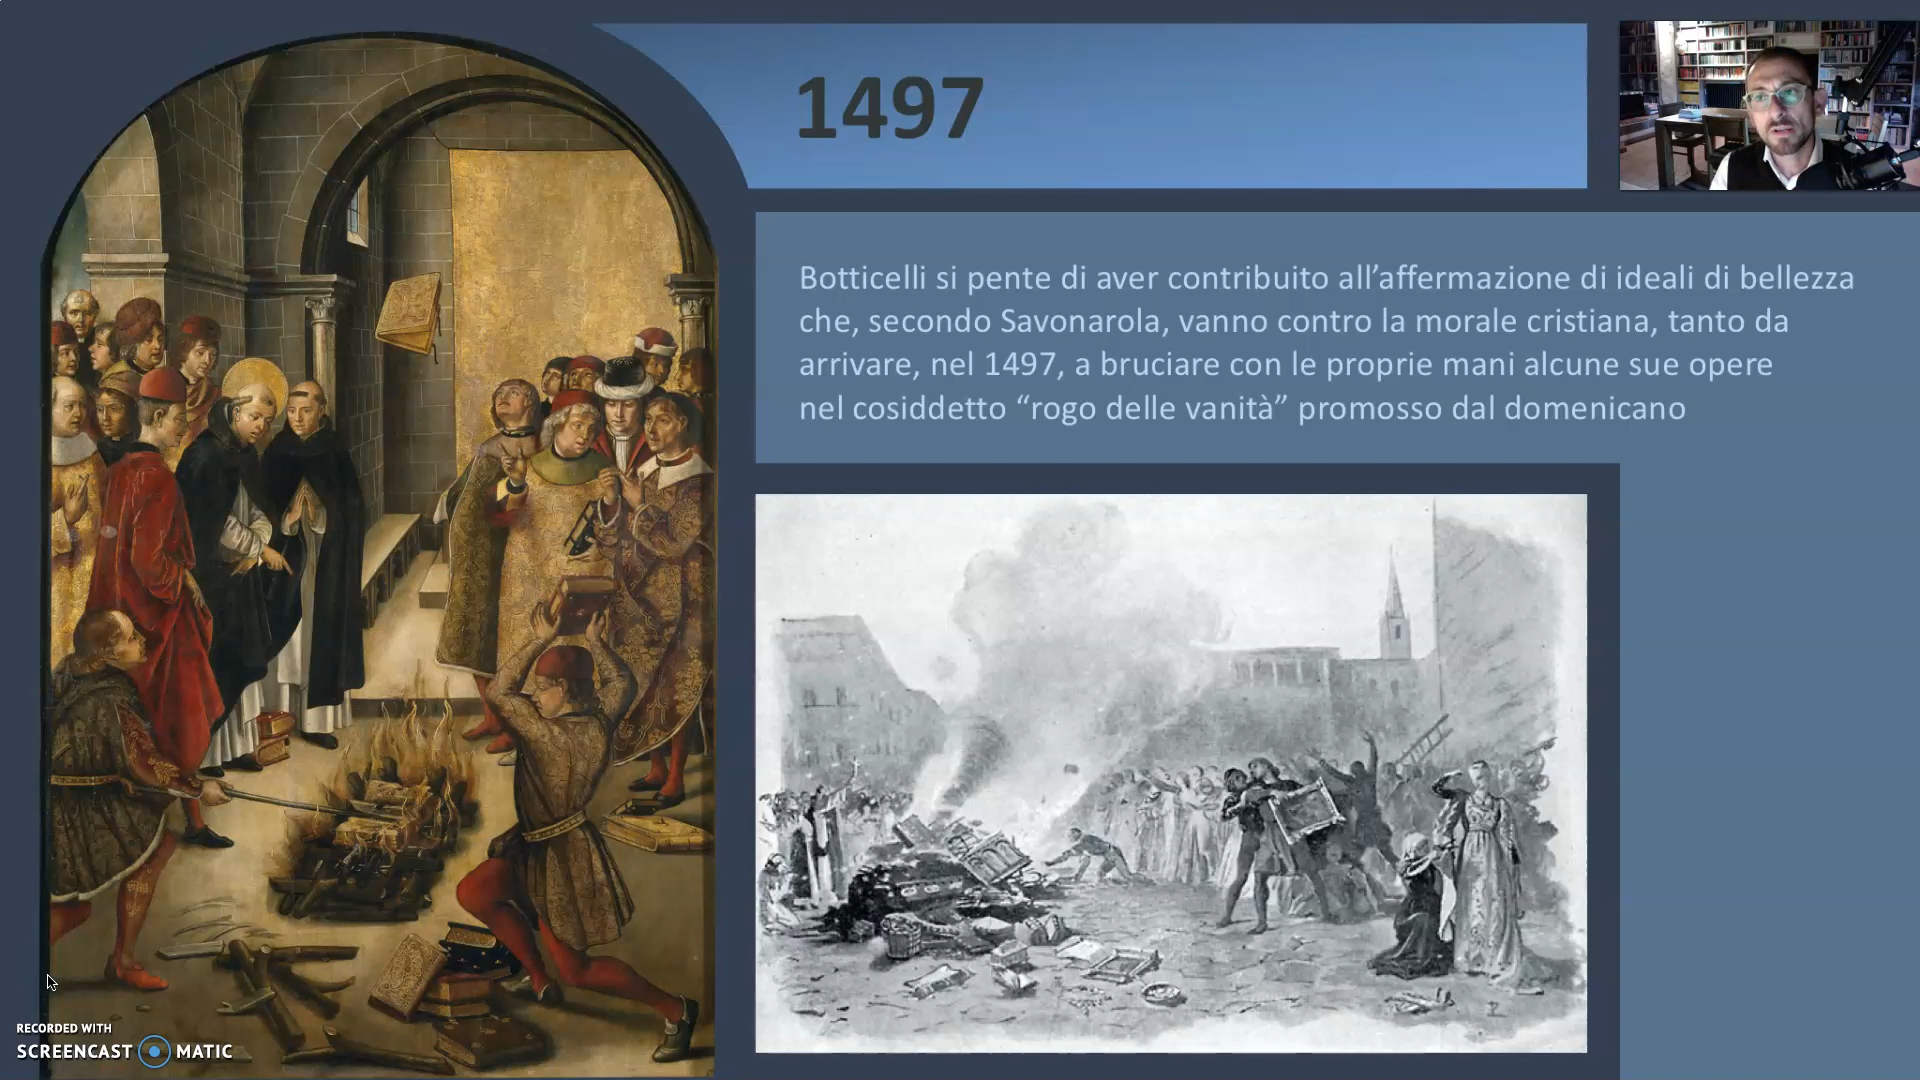 1497
Botticelli si pente di aver contribuito all’affermazione di ideali di bellezza
che, secondo Savonarola, vanno contro la morale cristiana, tanto da
arrivare, nel 1497, a bruciare con le proprie mani alcune sue opere
nel cosiddetto “rogo delle vanità” promosso dal domenicano
RECORDED WITH
SCREENCAST MATIC